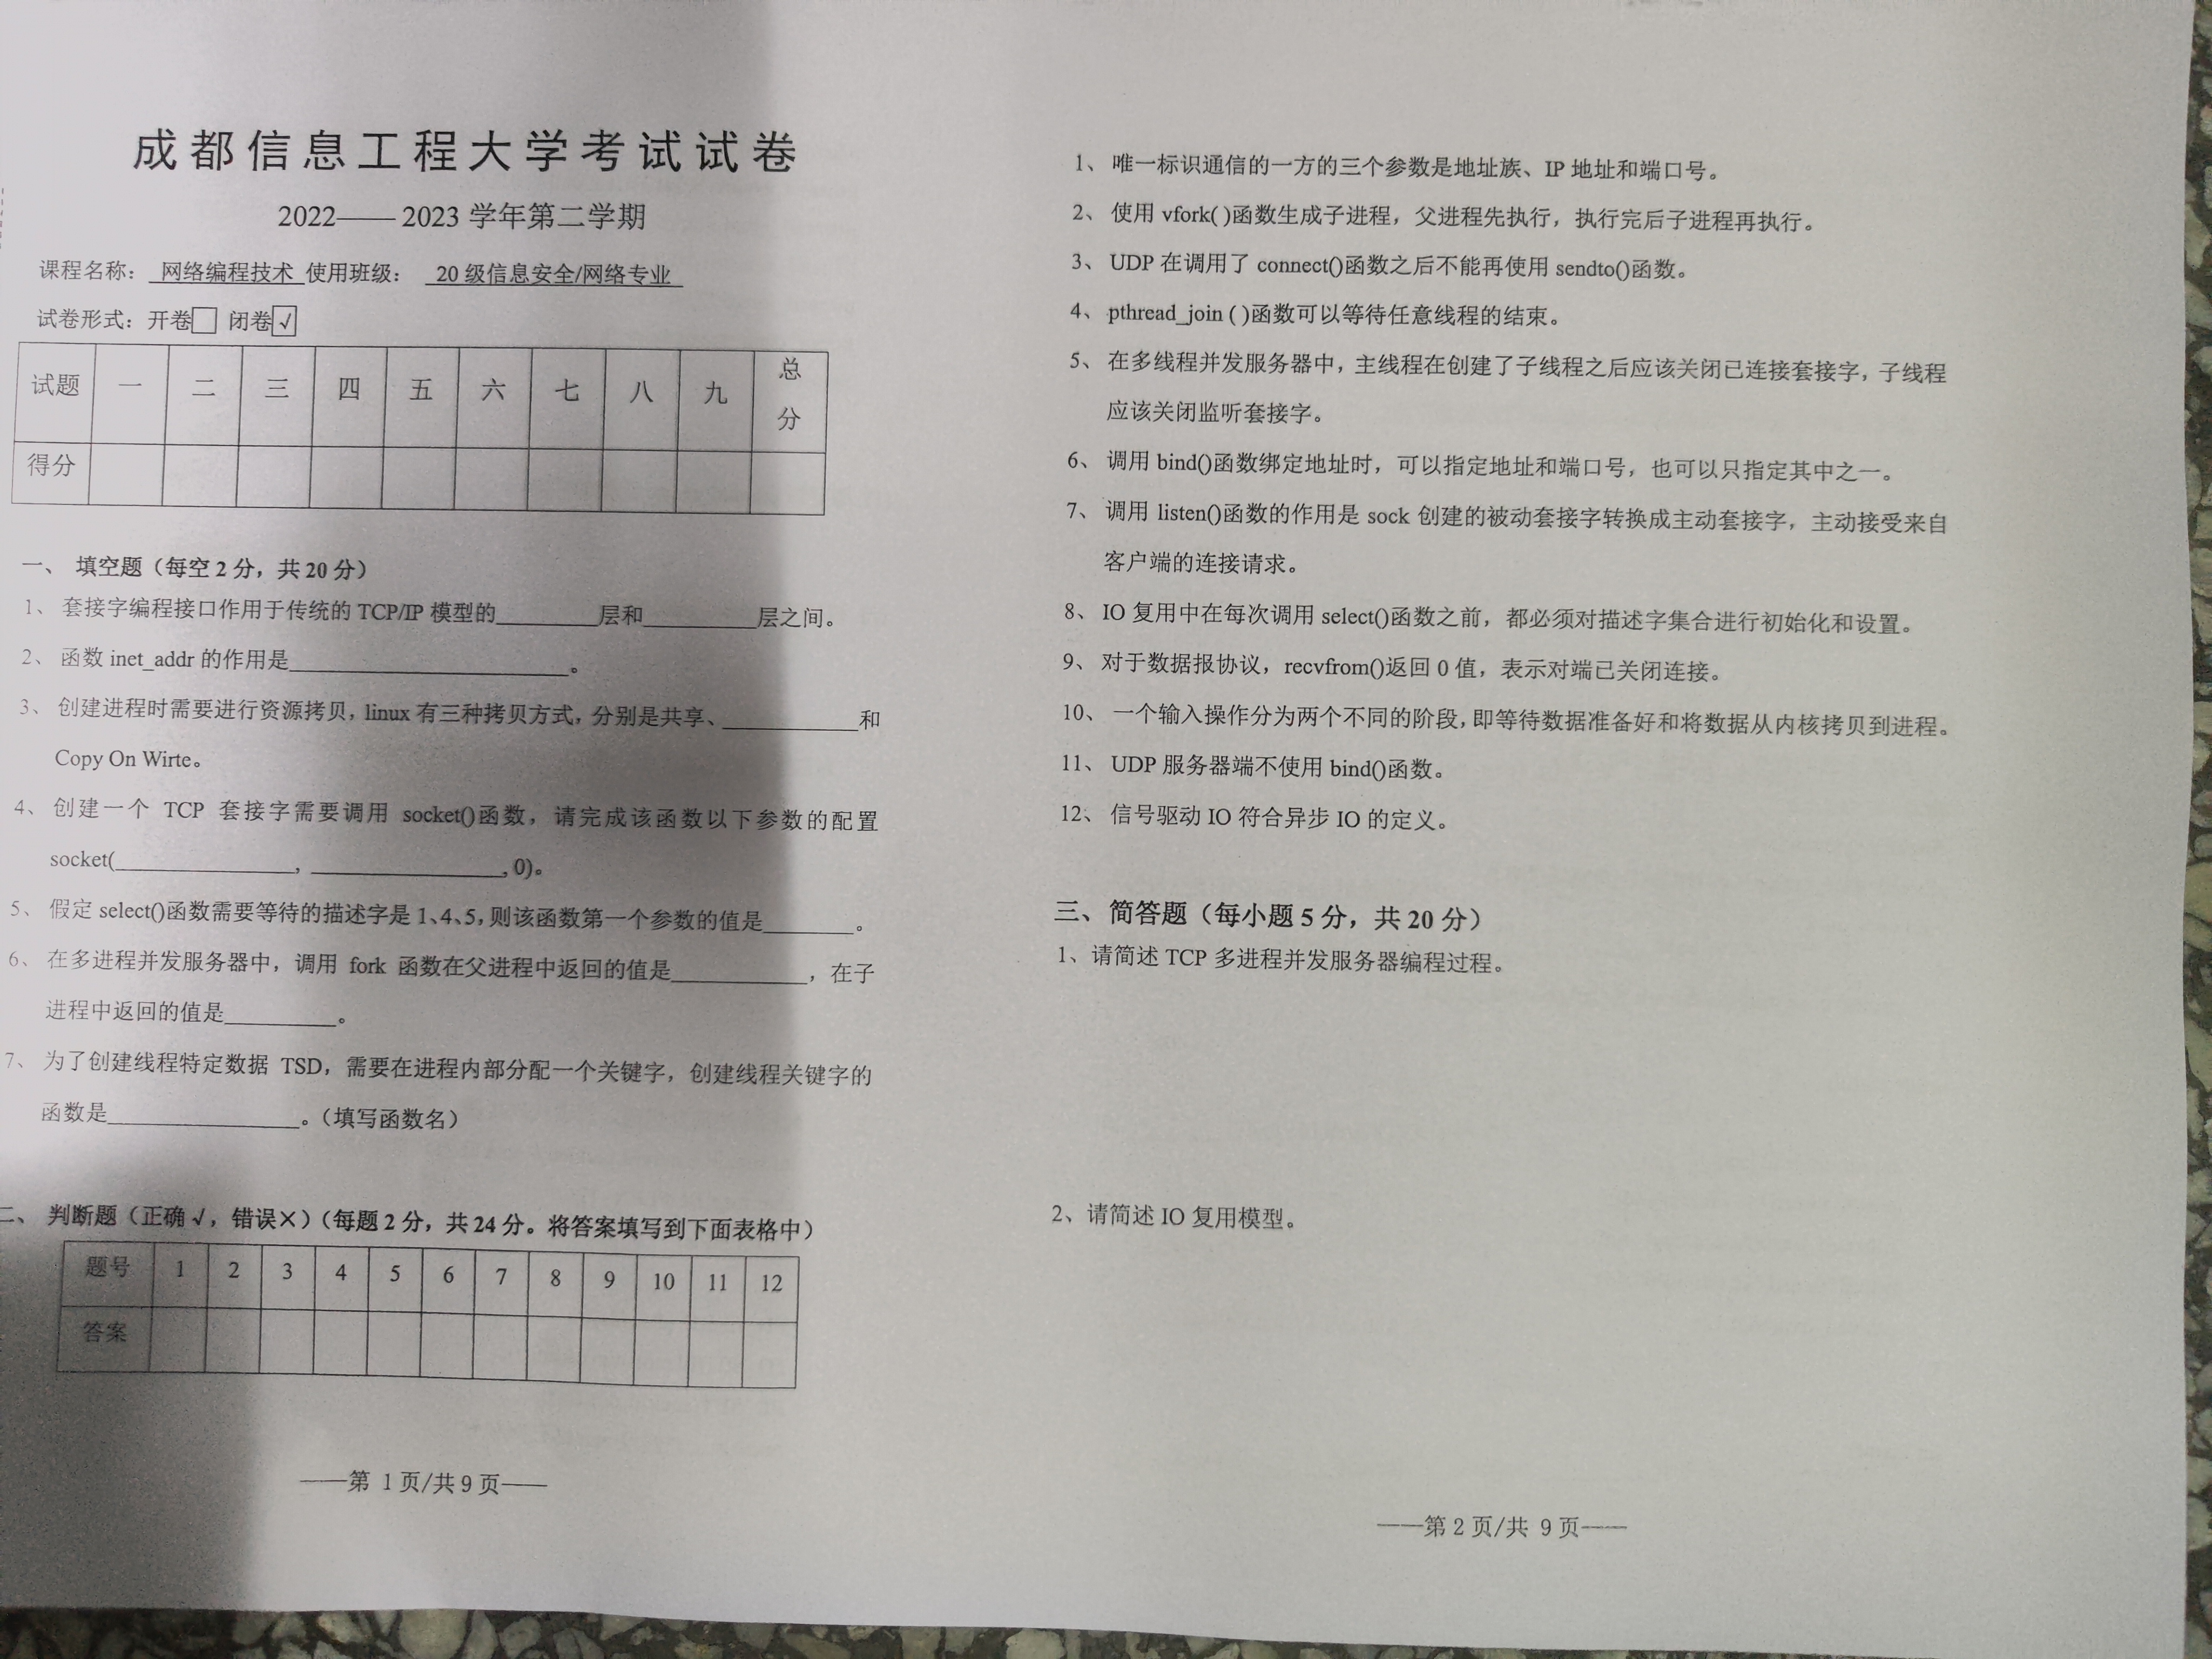 成都信息工程大学考试试卷
2022—— 2023 学年第二学期
课程名称： 网络编程技术 使用班级： 20 级信息安全/网络专业
试卷形式：开卷□ 闭卷√
试题 一 二 三 四 五 六 七 八 九 总分
得分
一、 填空题（每空 2 分，共 20 分）
1、 套接字编程接口作用于传统的 TCP/IP 模型的________层和_________层之间。
2、 函数 inet_addr 的作用是______________________。
3、 创建进程时需要进行资源拷贝，linux 有三种拷贝方式，分别是共享、___________和
Copy On Wirte。
4、 创建一个 TCP 套接字需要调用 socket()函数，请完成该函数以下参数的配置
socket(______________, _______________, 0)。
5、 假定 select()函数需要等待的描述字是 1、4、5，则该函数第一个参数的值是_______。
6、 在多进程并发服务器中，调用 fork 函数在父进程中返回的值是___________，在子
进程中返回的值是_________。
7、 为了创建线程特定数据 TSD，需要在进程内部分配一个关键字，创建线程关键字的
函数是_______________。（填写函数名）
二、 判断题（正确√，错误×）（每题 2 分，共 24 分。将答案填写到下面表格中）
题号 1 2 3 4 5 6 7 8 9 10 11 12
答案
——第 1 页/共 9 页——
1、 唯一标识通信的一方的三个参数是地址族、IP 地址和端口号。
2、 使用 vfork( )函数生成子进程，父进程先执行，执行完后子进程再执行。
3、 UDP 在调用了 connect()函数之后不能再使用 sendto()函数。
4、 pthread_join ( )函数可以等待任意线程的结束。
5、 在多线程并发服务器中，主线程在创建了子线程之后应该关闭已连接套接字，子线程
应该关闭监听套接字。
6、 调用 bind()函数绑定地址时，可以指定地址和端口号，也可以只指定其中之一。
7、 调用 listen()函数的作用是 sock 创建的被动套接字转换成主动套接字，主动接受来自
客户端的连接请求。
8、 IO 复用中在每次调用 select()函数之前，都必须对描述字集合进行初始化和设置。
9、 对于数据报协议，recvfrom()返回 0 值，表示对端已关闭连接。
10、 一个输入操作分为两个不同的阶段，即等待数据准备好和将数据从内核拷贝到进程。
11、 UDP 服务器端不使用 bind()函数。
12、 信号驱动 IO 符合异步 IO 的定义。
三、简答题（每小题 5 分，共 20 分）
1、请简述 TCP 多进程并发服务器编程过程。
2、请简述 IO 复用模型。
——第 2 页/共 9 页——